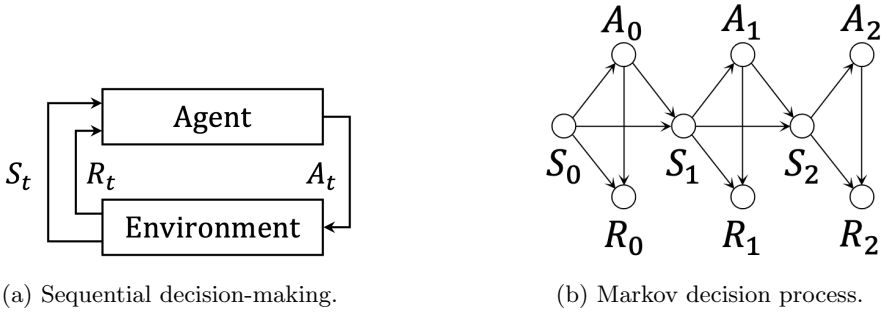 Agent
S_t R_t A_t
Environment
(a) Sequential decision-making.
A_0 A_1 A_2
S_0 S_1 S_2
R_0 R_1 R_2
(b) Markov decision process.